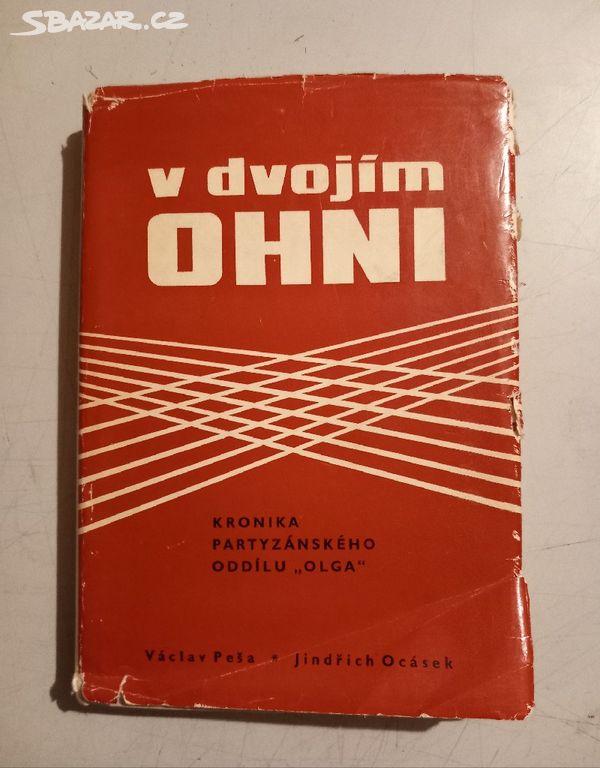 SBAZAR.CZ
v dvojím
OHNI
KRONIKA
PARTYZÁNSKÉHO
ODDÍLU „OLGA“
Václav Peša * Jindřich Ocásek